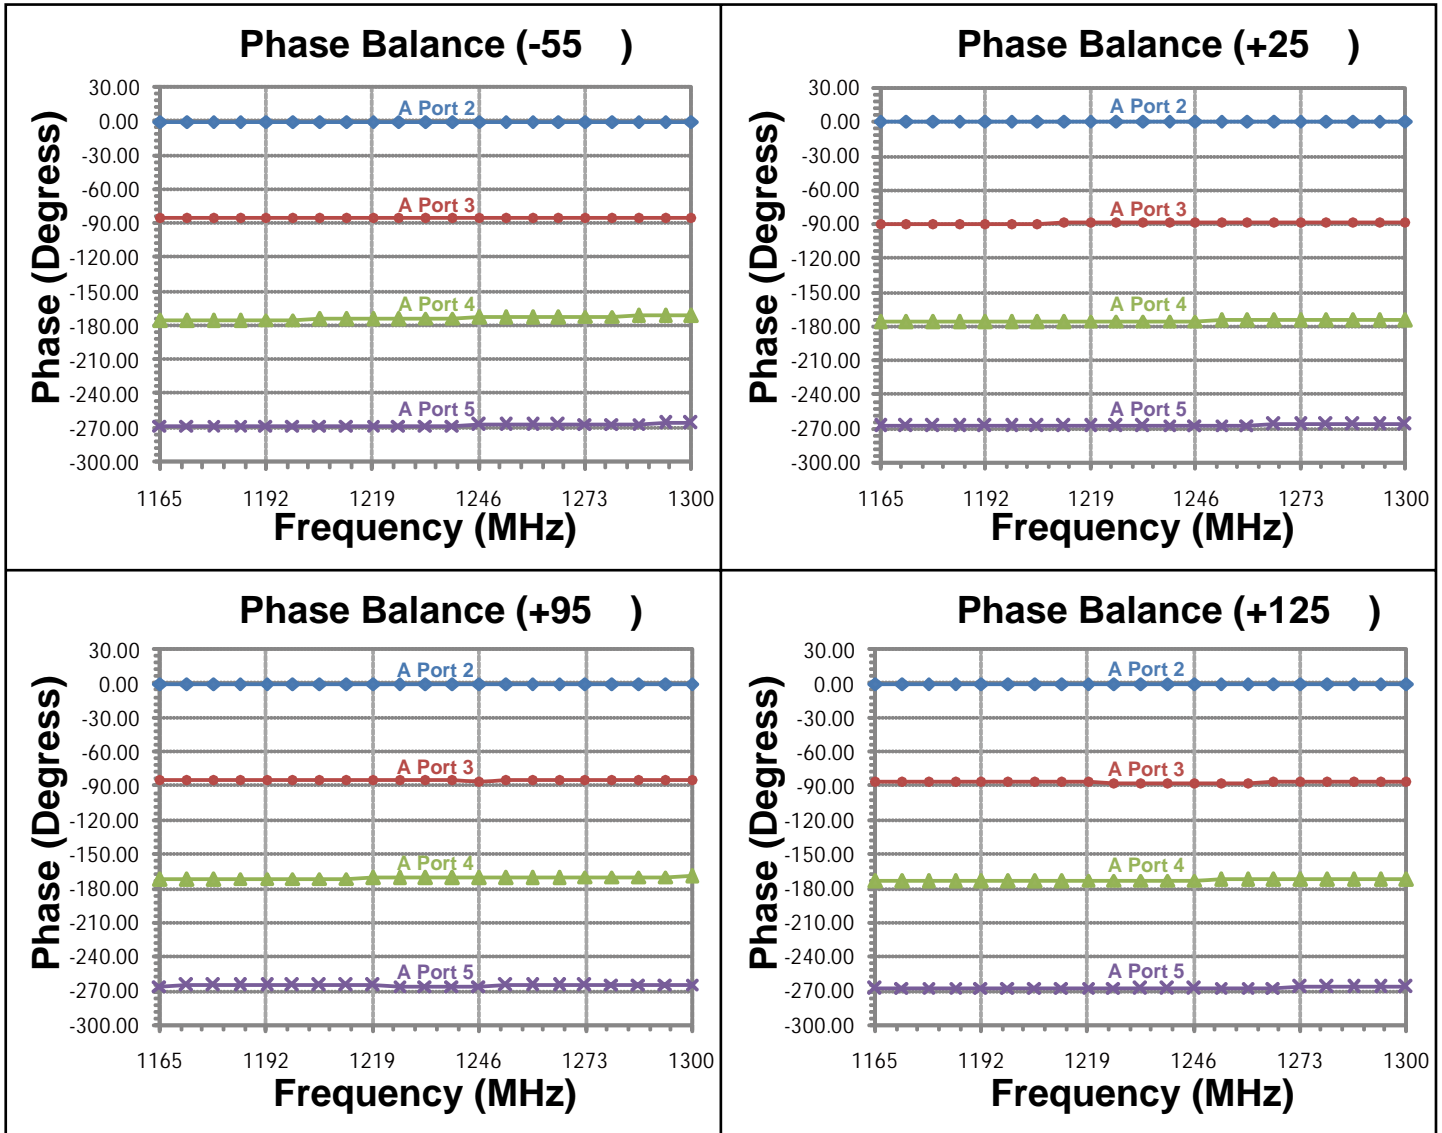 Phase Balance (-55   )
Phase (Degress)
30.00
0.00
-30.00
-60.00
-90.00
-120.00
-150.00
-180.00
-210.00
-240.00
-270.00
-300.00
A Port 2
A Port 3
A Port 4
A Port 5
1165 1192 1219 1246 1273 1300
Frequency (MHz)
Phase Balance (+25   )
Phase (Degress)
30.00
0.00
-30.00
-60.00
-90.00
-120.00
-150.00
-180.00
-210.00
-240.00
-270.00
-300.00
A Port 2
A Port 3
A Port 4
A Port 5
1165 1192 1219 1246 1273 1300
Frequency (MHz)
Phase Balance (+95   )
Phase (Degress)
30.00
0.00
-30.00
-60.00
-90.00
-120.00
-150.00
-180.00
-210.00
-240.00
-270.00
-300.00
A Port 2
A Port 3
A Port 4
A Port 5
1165 1192 1219 1246 1273 1300
Frequency (MHz)
Phase Balance (+125   )
Phase (Degress)
30.00
0.00
-30.00
-60.00
-90.00
-120.00
-150.00
-180.00
-210.00
-240.00
-270.00
-300.00
A Port 2
A Port 3
A Port 4
A Port 5
1165 1192 1219 1246 1273 1300
Frequency (MHz)